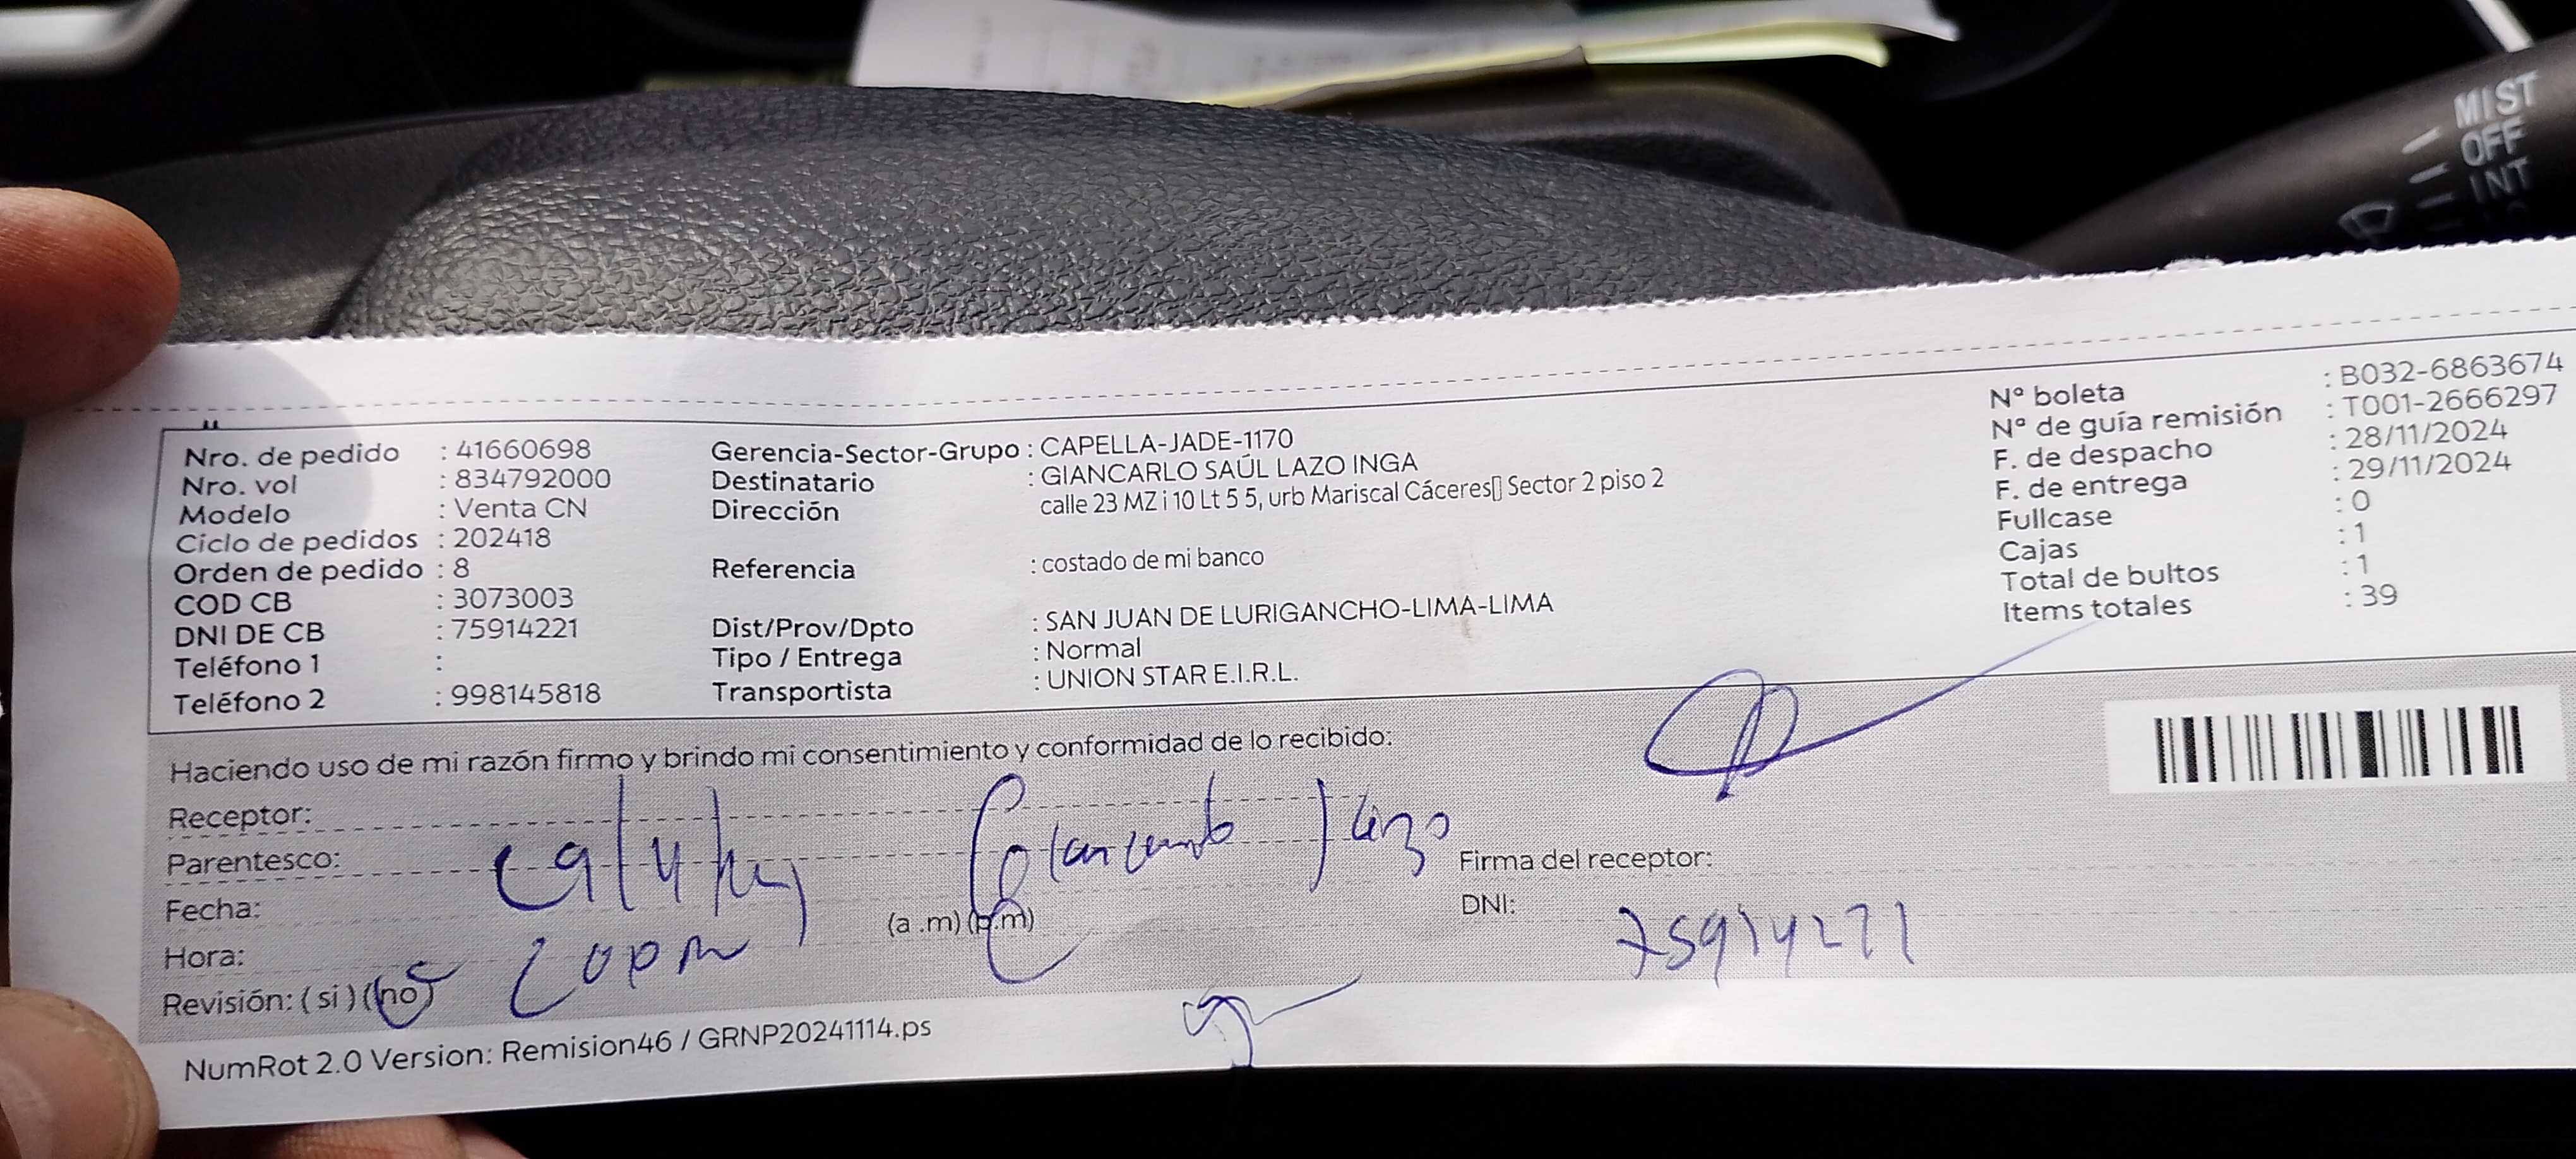 MIST
OFF
INT
Nro. de pedido : 41660698
Nro. vol : 834792000
Modelo : Venta CN
Ciclo de pedidos : 202418
Orden de pedido : 8
COD CB : 3073003
DNI DE CB : 75914221
Teléfono 1 :
Teléfono 2 : 998145818
Gerencia-Sector-Grupo : CAPELLA-JADE-1170
Destinatario : GIANCARLO SAÚL LAZO INGA
Dirección calle 23 MZ i 10 Lt 5 5, urb Mariscal Cáceres▯ Sector 2 piso 2
Referencia : costado de mi banco
Dist/Prov/Dpto : SAN JUAN DE LURIGANCHO-LIMA-LIMA
Tipo / Entrega : Normal
Transportista : UNION STAR E.I.R.L.
N° boleta : B032-6863674
N° de guía remisión : T001-2666297
F. de despacho : 28/11/2024
F. de entrega : 29/11/2024
Fullcase : 0
Cajas : 1
Total de bultos : 1
Items totales : 39
Haciendo uso de mi razón firmo y brindo mi consentimiento y conformidad de lo recibido:
Receptor:
Parentesco: Lazo
Fecha:
Hora: (a .m) (p.m)
Revisión: ( si ) (no)
Firma del receptor:
DNI: 75914221
NumRot 2.0 Version: Remision46 / GRNP20241114.ps